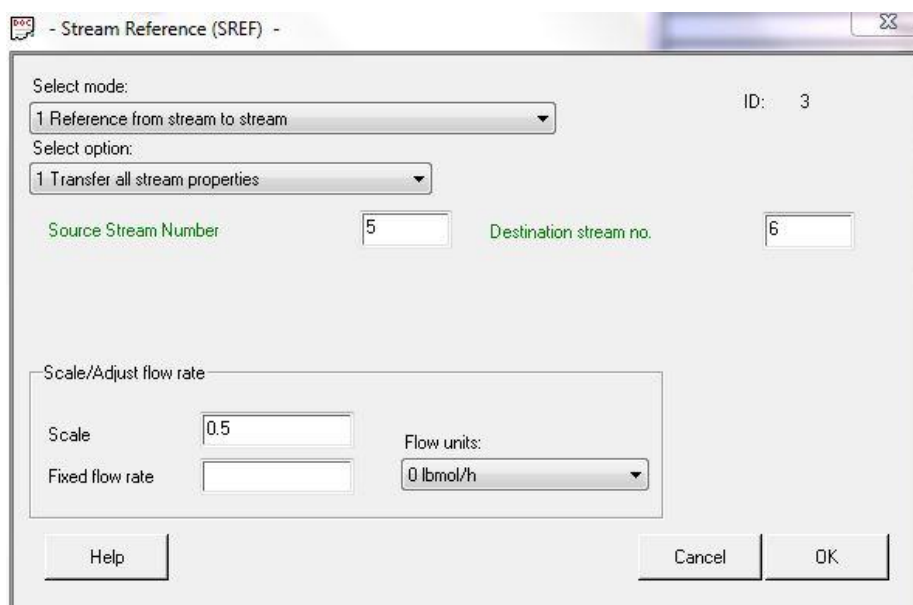 - Stream Reference (SREF) -
Select mode:
ID: 3
1 Reference from stream to stream
Select option:
1 Transfer all stream properties
Source Stream Number 5 Destination stream no. 6
Scale/Adjust flow rate
Scale 0.5
Flow units:
Fixed flow rate 0 lbmol/h
Help Cancel OK